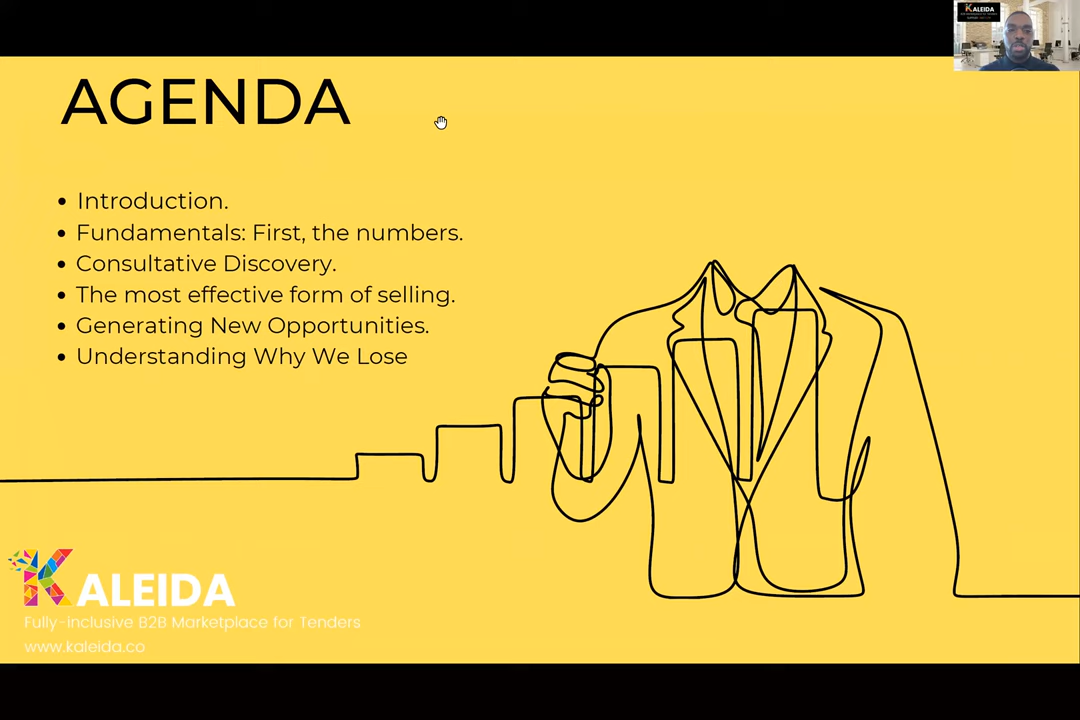 AGENDA
Introduction.
Fundamentals: First, the numbers.
Consultative Discovery.
The most effective form of selling.
Generating New Opportunities.
Understanding Why We Lose
KALEIDA
Fully-inclusive B2B Marketplace for Tenders
www.kaleida.co
KALEIDA